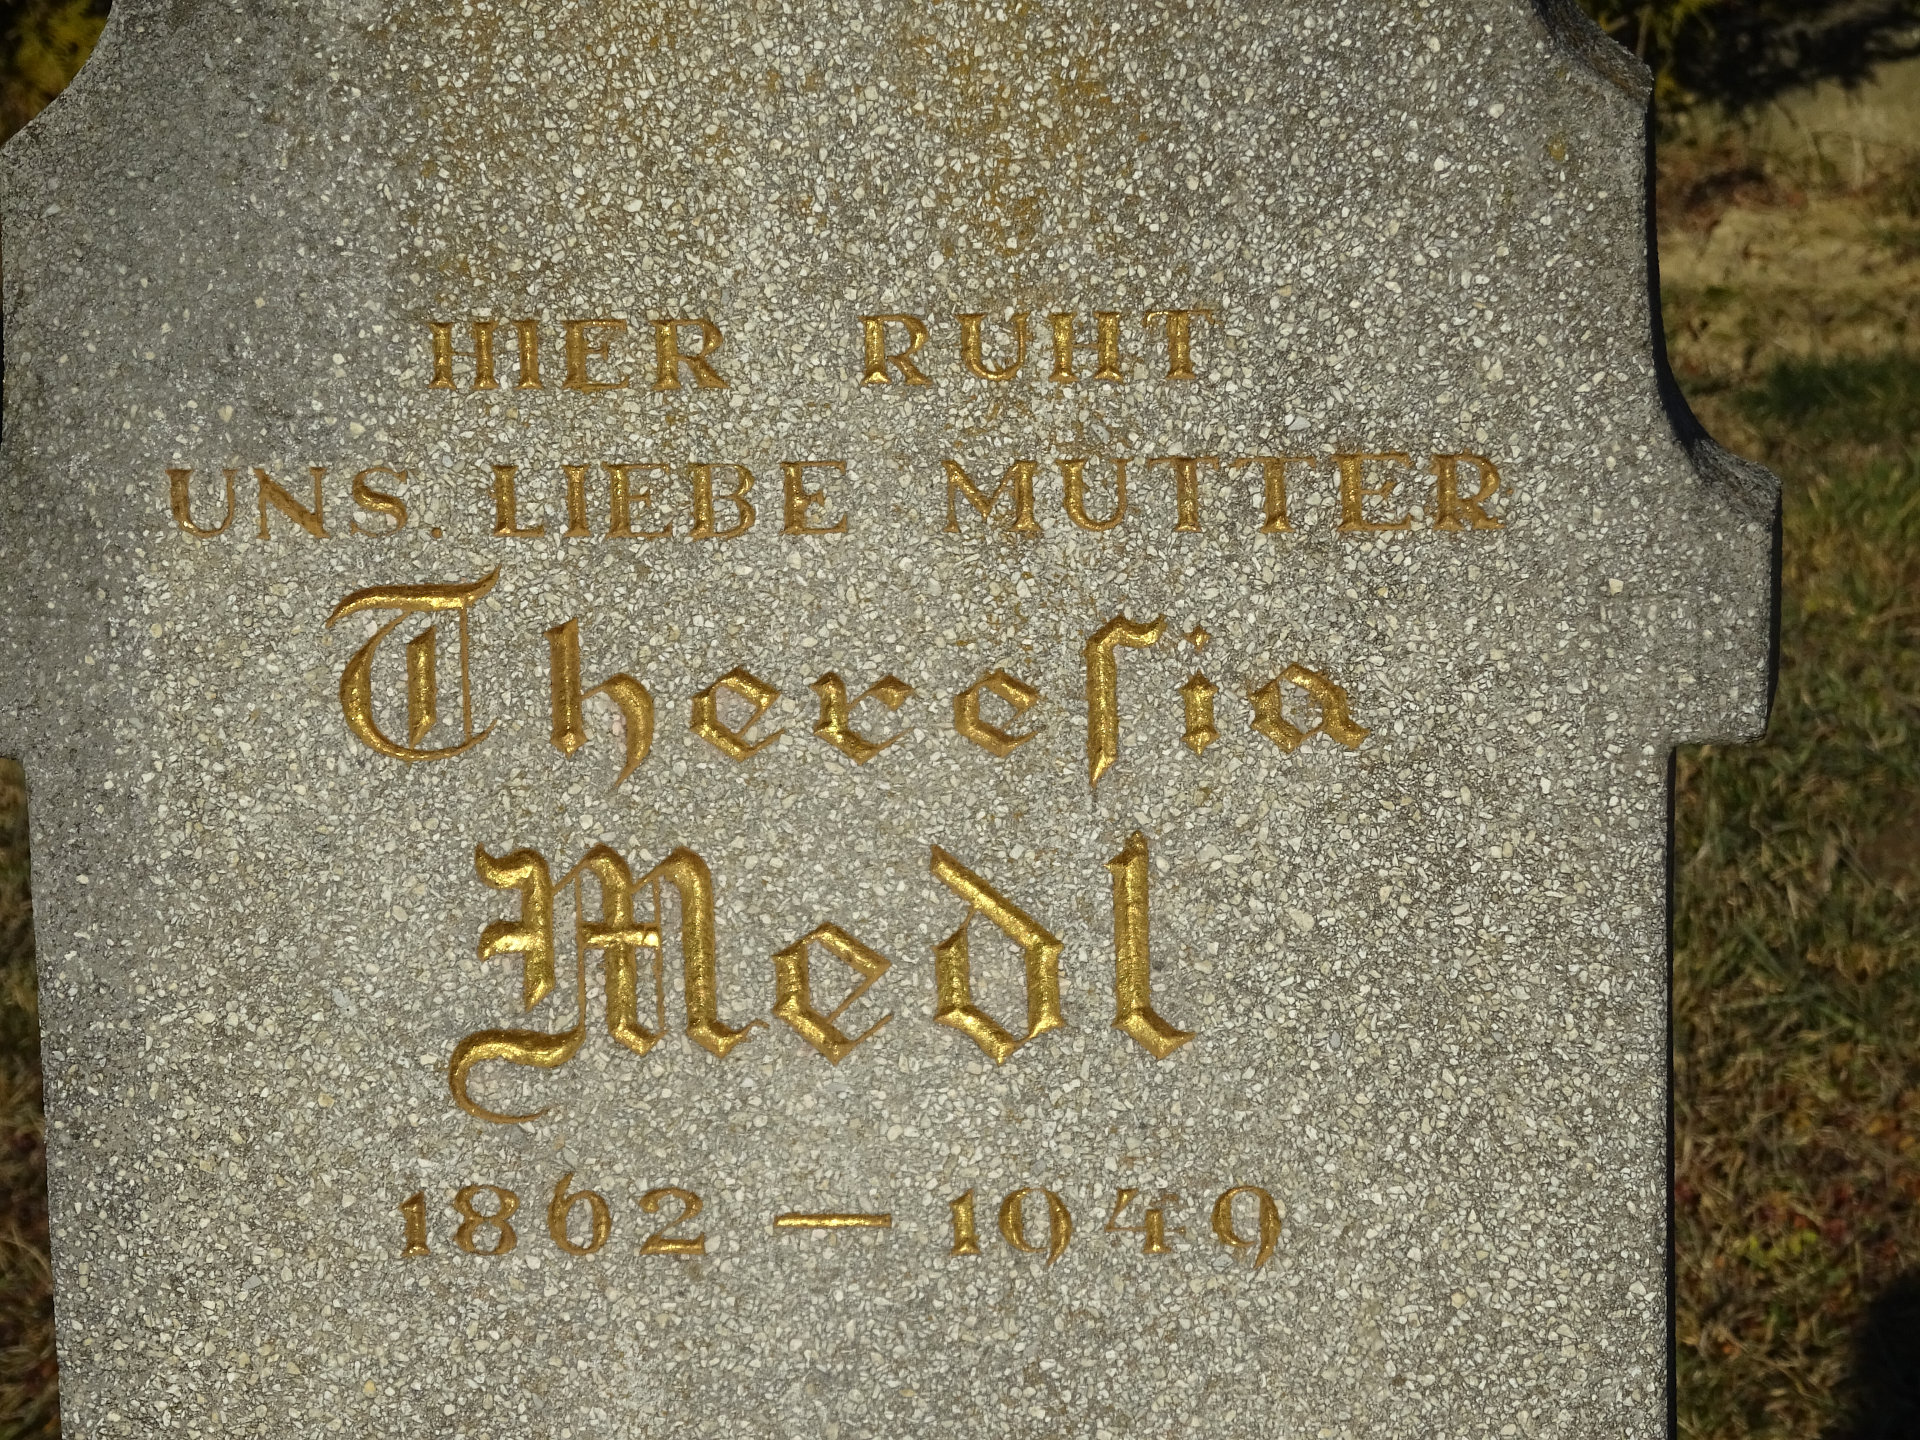 HIER RUHT
UNS. LIEBE MUTTER
Thereſia
Medl
1862 — 1949